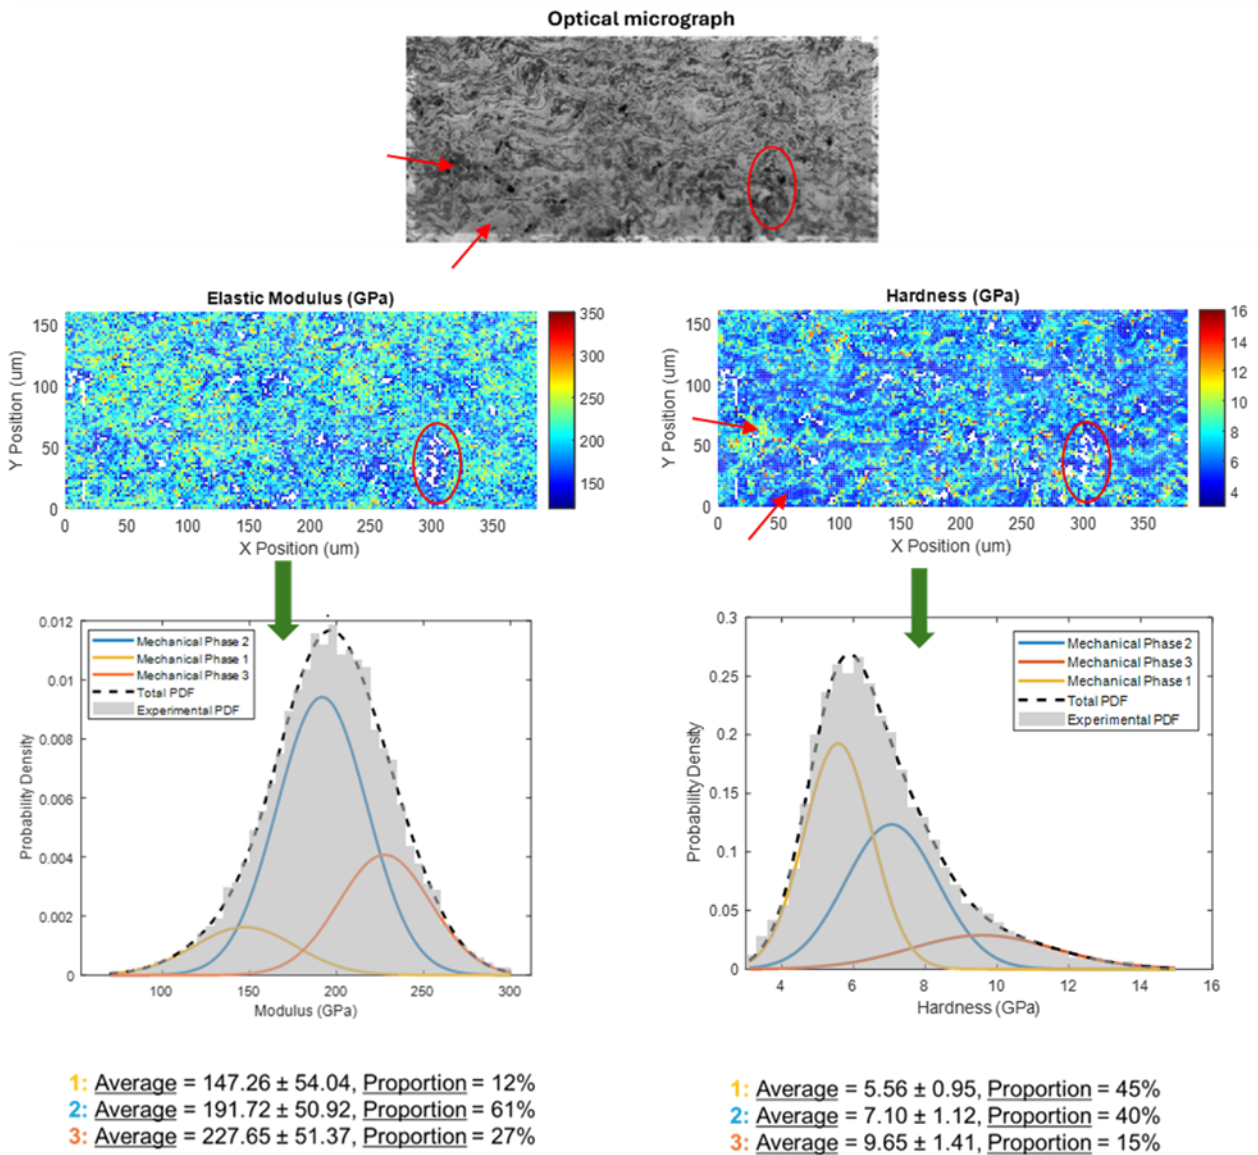 Optical micrograph
Elastic Modulus (GPa)
Y Position (um)
150
100
50
0
0 50 100 150 200 250 300 350
X Position (um)
350
300
250
200
150
Hardness (GPa)
Y Position (um)
150
100
50
0
0 50 100 150 200 250 300 350
X Position (um)
16
14
12
10
8
6
4
Probability Density
0.012
0.01
0.008
0.006
0.004
0.002
0
Mechanical Phase 2
Mechanical Phase 1
Mechanical Phase 3
Total PDF
Experimental PDF
100 150 200 250 300
Modulus (GPa)
Probability Density
0.3
0.25
0.2
0.15
0.1
0.05
0
Mechanical Phase 2
Mechanical Phase 3
Mechanical Phase 1
Total PDF
Experimental PDF
4 6 8 10 12 14 16
Hardness (GPa)
1: Average = 147.26 ± 54.04, Proportion = 12%
2: Average = 191.72 ± 50.92, Proportion = 61%
3: Average = 227.65 ± 51.37, Proportion = 27%
1: Average = 5.56 ± 0.95, Proportion = 45%
2: Average = 7.10 ± 1.12, Proportion = 40%
3: Average = 9.65 ± 1.41, Proportion = 15%